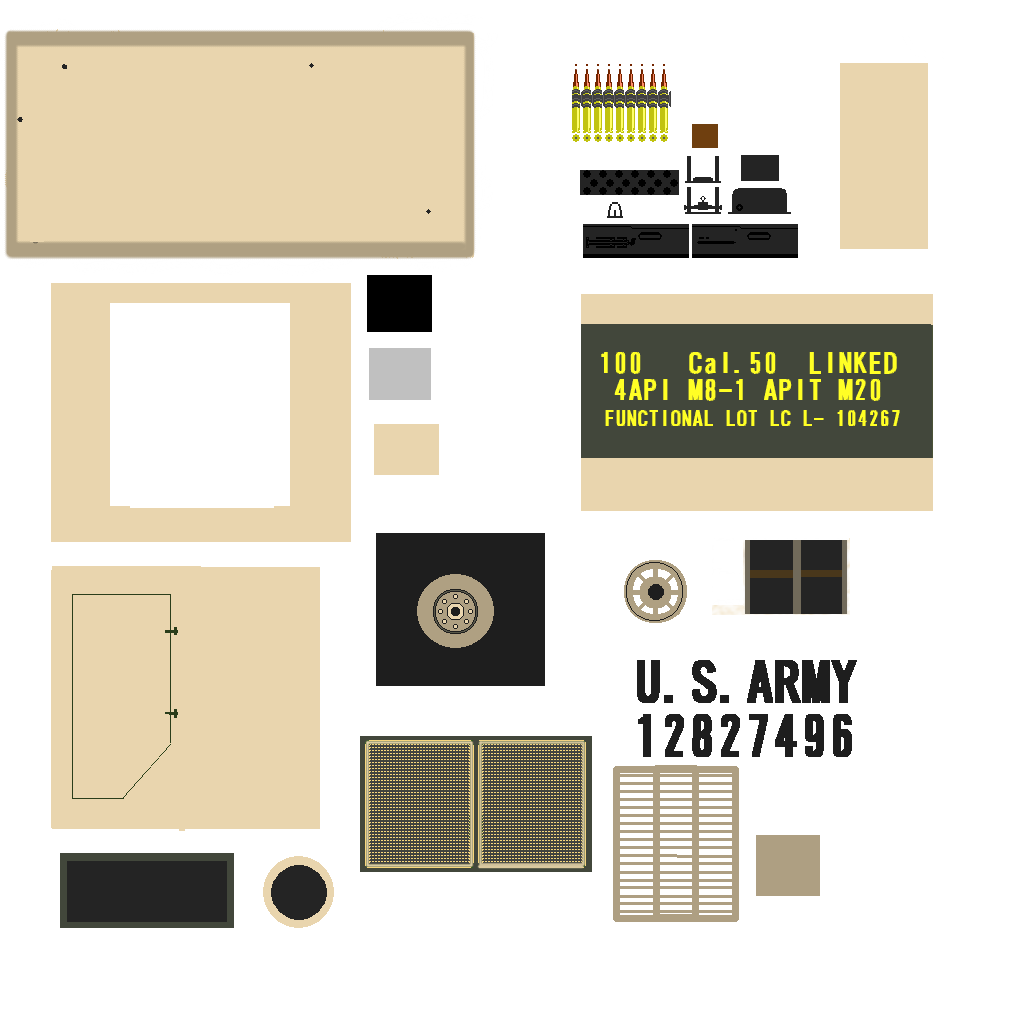 100 Cal. 50 LINKED
4API M8-1 APIT M20
FUNCTIONAL LOT LC L- 104267
U. S. ARMY
12827496